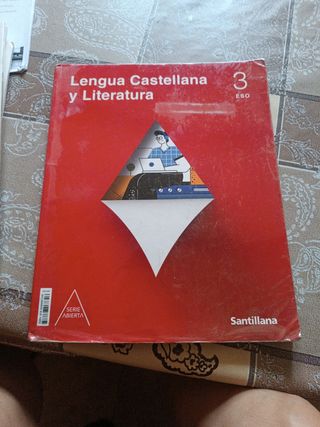 Lengua Castellana
y Literatura
3
ESO
SERIE
ABIERTA
Santillana